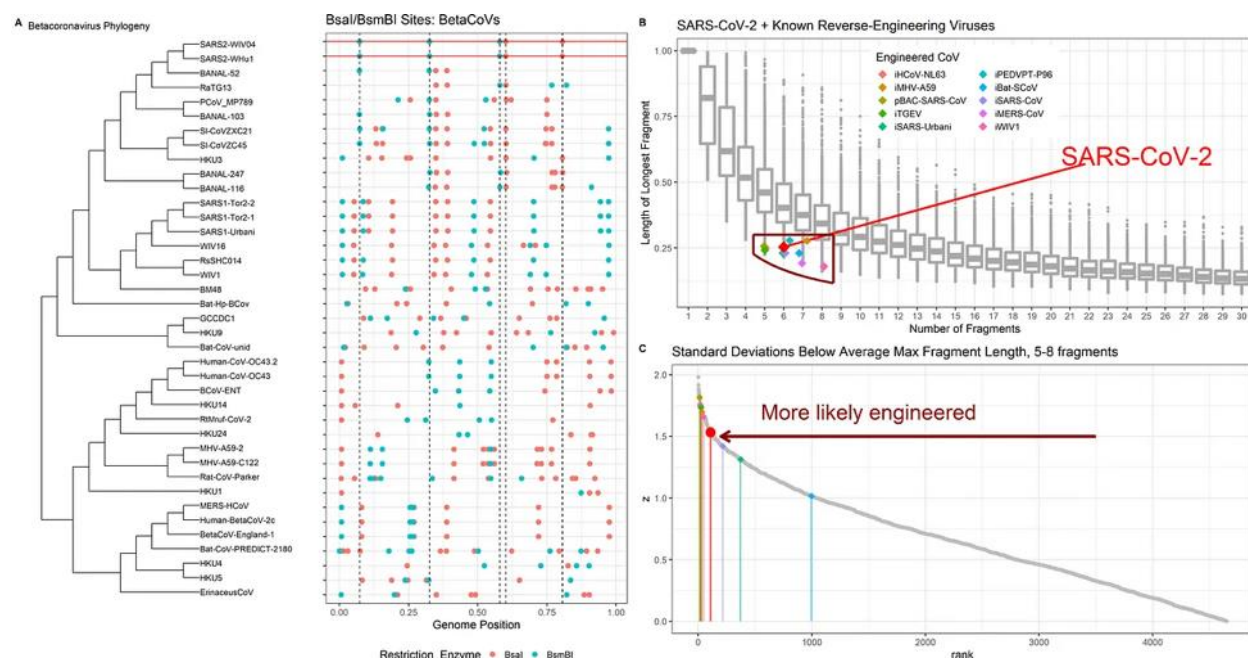 A
Betacoronavirus Phylogeny
SARS2-WIV04
SARS2-WHu1
BANAL-52
RaTG13
PCoV_MP789
BANAL-103
Sl-CoVZXC21
Sl-CoVZC45
HKU3
BANAL-247
BANAL-116
SARS1-Tor2-2
SARS1-Tor2-1
SARS1-Urbani
WIV16
RsSHC014
WIV1
BM48
Bat-Hp-BCov
GCCDC1
HKU9
Bat-CoV-unid
Human-CoV-OC43.2
Human-CoV-OC43
BCoV-ENT
HKU14
RtMruf-CoV-2
HKU24
MHV-A59-2
MHV-A59-C122
Rat-CoV-Parker
HKU1
MERS-HCoV
Human-BetaCoV-2c
BetaCoV-England-1
Bat-CoV-PREDICT-2180
HKU4
HKU5
ErinaceusCoV
BsaI/BsmBI Sites: BetaCoVs
0.00 0.25 0.50 0.75 1.00
Genome Position
Restriction_Enzyme BsaI BsmBI
B
SARS-CoV-2 + Known Reverse-Engineering Viruses
Length of Longest Fragment
1.00
0.75
0.50
0.25
Engineered CoV
iHCoV-NL63 iPEDVPT-P96
iMHV-A59 iBat-SCoV
pBAC-SARS-CoV iSARS-CoV
iTGEV iMERS-CoV
iSARS-Urbani iWIV1
SARS-CoV-2
1 2 3 4 5 6 7 8 9 10 11 12 13 14 15 16 17 18 19 20 21 22 23 24 25 26 27 28 29 30
Number of Fragments
C
Standard Deviations Below Average Max Fragment Length, 5-8 fragments
z
2.0
1.5
1.0
0.5
0.0
More likely engineered
0 1000 2000 3000 4000
rank